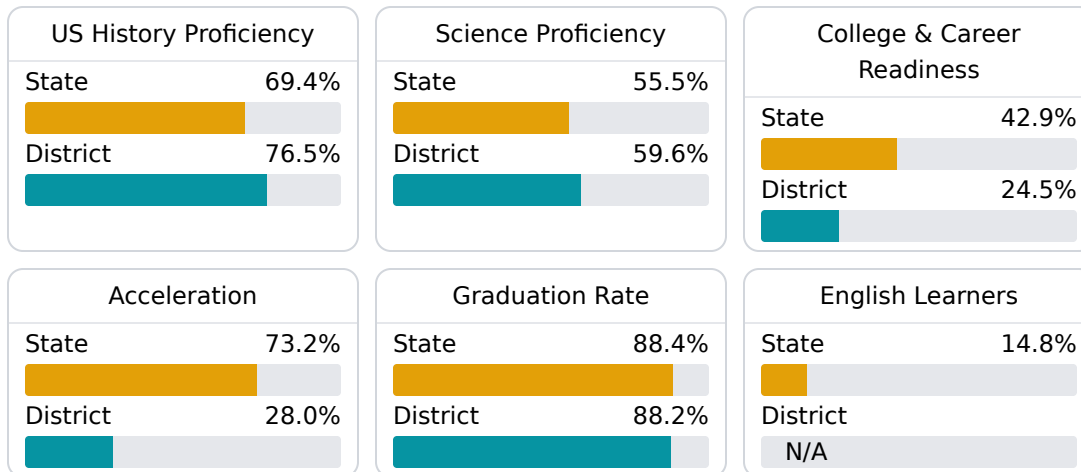 US History Proficiency
State 69.4%
District 76.5%
Science Proficiency
State 55.5%
District 59.6%
College & Career
Readiness
State 42.9%
District 24.5%
Acceleration
State 73.2%
District 28.0%
Graduation Rate
State 88.4%
District 88.2%
English Learners
State 14.8%
District
N/A